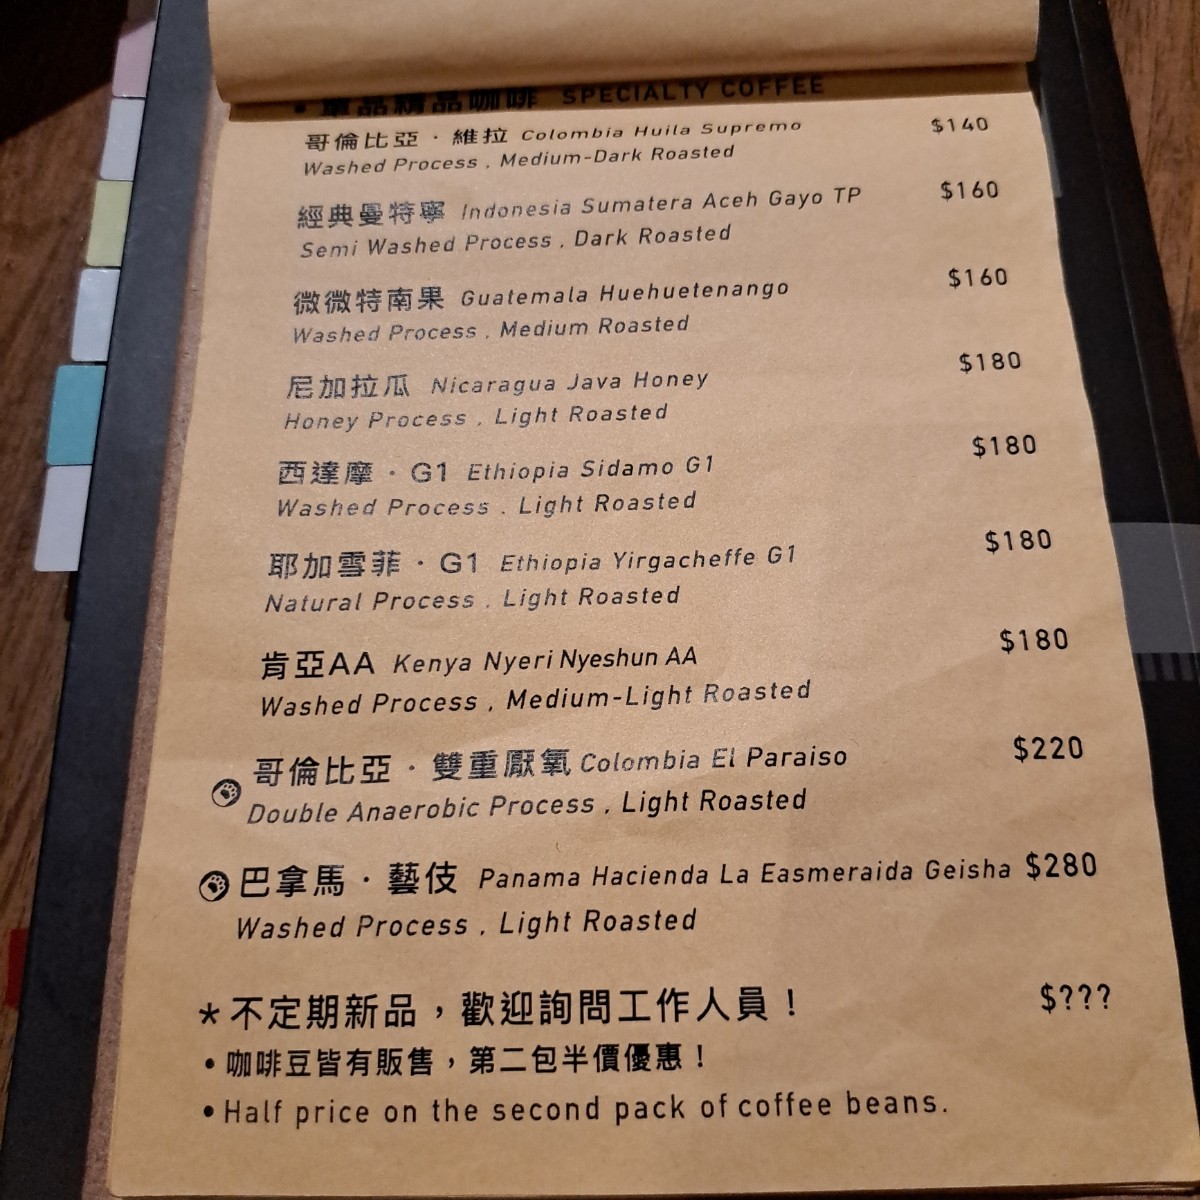 • 單品精品咖啡 SPECIALTY COFFEE
哥倫比亞・維拉 Colombia Huila Supremo $140
Washed Process , Medium-Dark Roasted
經典曼特寧 Indonesia Sumatera Aceh Gayo TP $160
Semi Washed Process , Dark Roasted
微微特南果 Guatemala Huehuetenango $160
Washed Process , Medium Roasted
尼加拉瓜 Nicaragua Java Honey $180
Honey Process , Light Roasted
西達摩・G1 Ethiopia Sidamo G1 $180
Washed Process . Light Roasted
耶加雪菲・G1 Ethiopia Yirgacheffe G1 $180
Natural Process . Light Roasted
肯亞AA Kenya Nyeri Nyeshun AA $180
Washed Process , Medium-Light Roasted
哥倫比亞・雙重厭氧 Colombia El Paraiso $220
Double Anaerobic Process , Light Roasted
巴拿馬・藝伎 Panama Hacienda La Easmeraida Geisha $280
Washed Process , Light Roasted
*不定期新品，歡迎詢問工作人員！ $???
• 咖啡豆皆有販售，第二包半價優惠！
• Half price on the second pack of coffee beans.